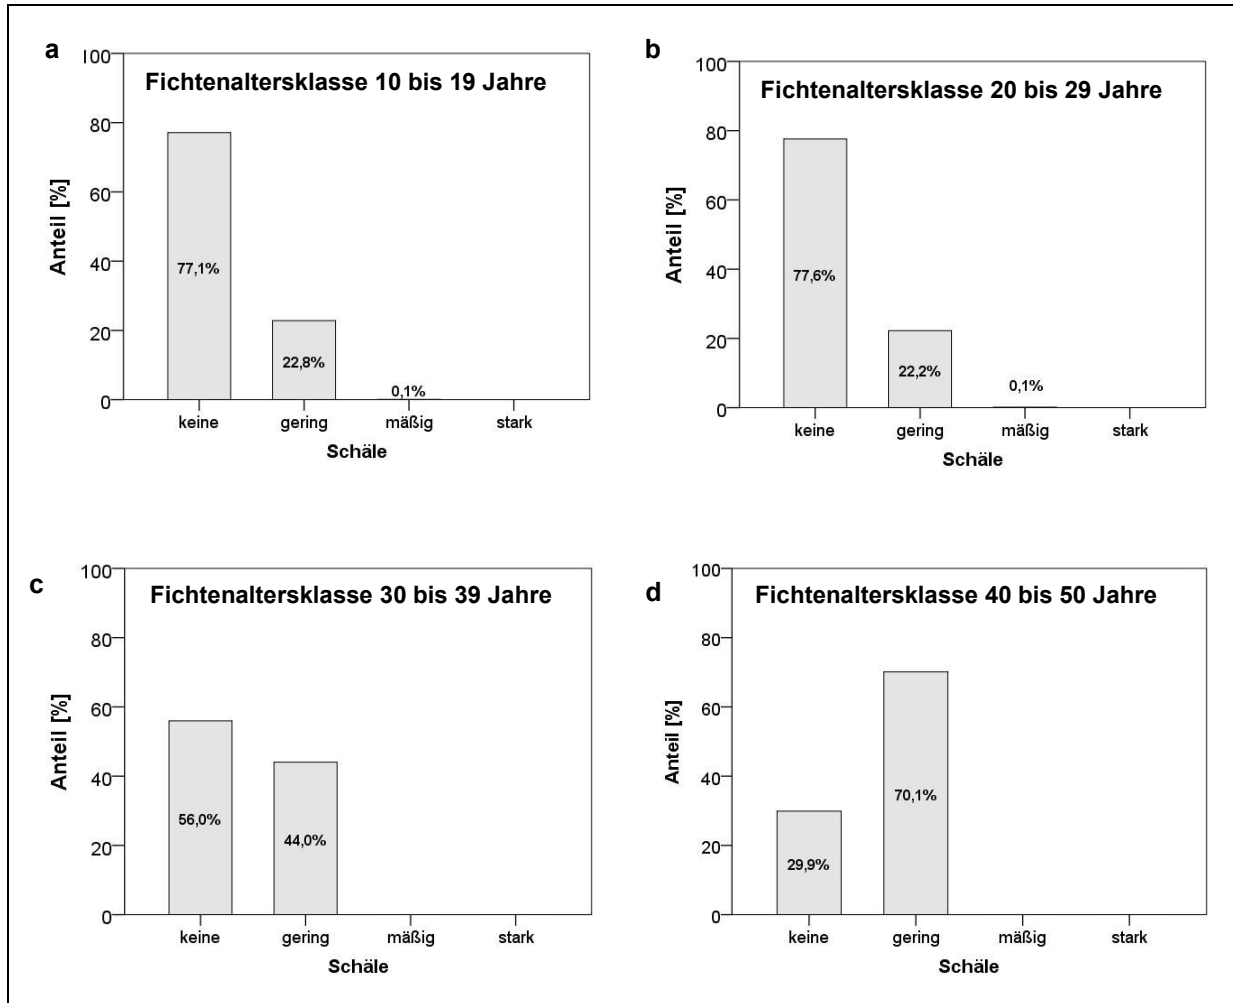 a
Fichtenaltersklasse 10 bis 19 Jahre
100
80
60
40
20
0
Anteil [%]
77,1%
22,8%
0,1%
keine gering mäßig stark
Schäle
b
Fichtenaltersklasse 20 bis 29 Jahre
100
80
60
40
20
0
Anteil [%]
77,6%
22,2%
0,1%
keine gering mäßig stark
Schäle
c
Fichtenaltersklasse 30 bis 39 Jahre
100
80
60
40
20
0
Anteil [%]
56,0%
44,0%
keine gering mäßig stark
Schäle
d
Fichtenaltersklasse 40 bis 50 Jahre
100
80
60
40
20
0
Anteil [%]
29,9%
70,1%
keine gering mäßig stark
Schäle